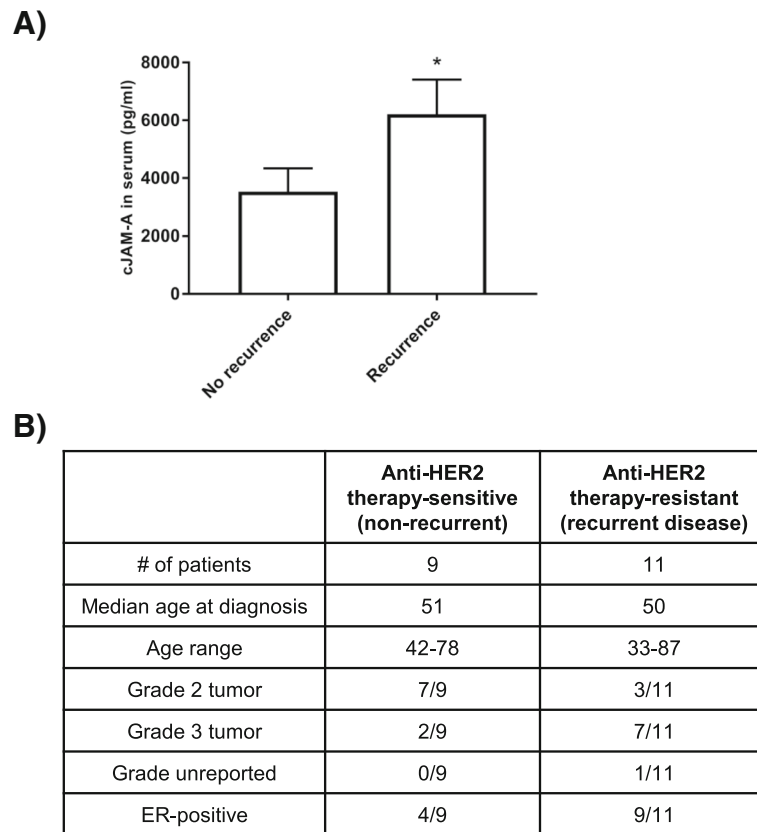 A)
8000
6000
4000
2000
0
cJAM-A in serum (pg/ml)
*
No recurrence
Recurrence
B)
Anti-HER2 therapy-sensitive (non-recurrent) Anti-HER2 therapy-resistant (recurrent disease)
# of patients 9 11
Median age at diagnosis 51 50
Age range 42-78 33-87
Grade 2 tumor 7/9 3/11
Grade 3 tumor 2/9 7/11
Grade unreported 0/9 1/11
ER-positive 4/9 9/11